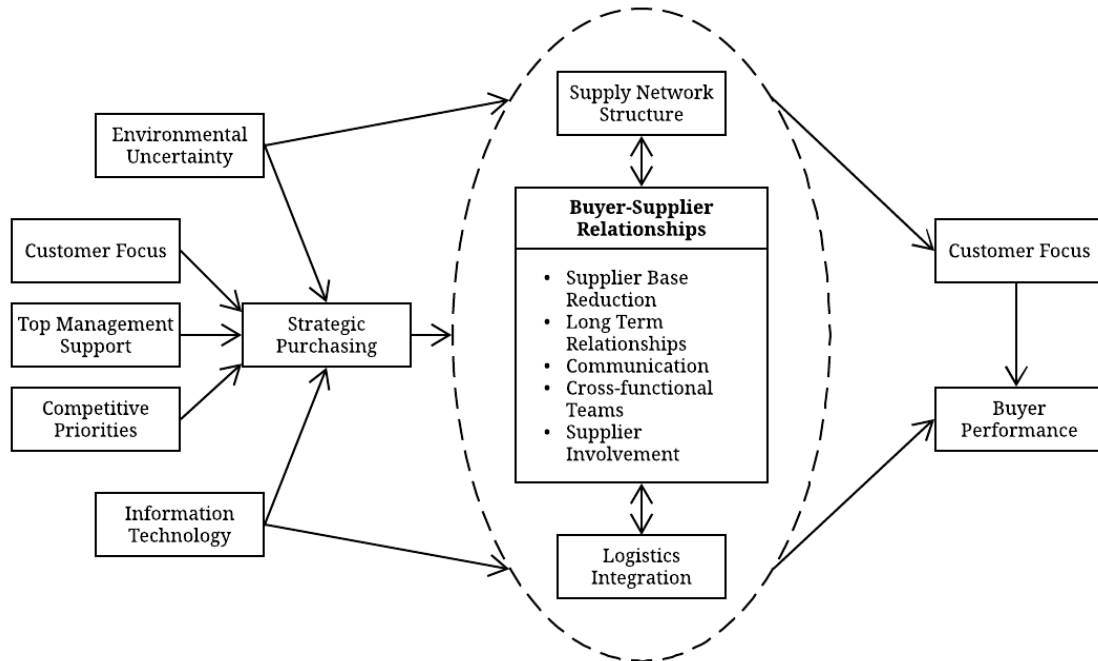 Supply Network
Structure
Environmental
Uncertainty
Buyer-Supplier
Relationships
Customer Focus
Customer Focus
• Supplier Base
Reduction
• Long Term
Relationships
• Communication
• Cross-functional
Teams
• Supplier
Involvement
Top Management
Support
Strategic
Purchasing
Competitive
Priorities
Buyer
Performance
Information
Technology
Logistics
Integration